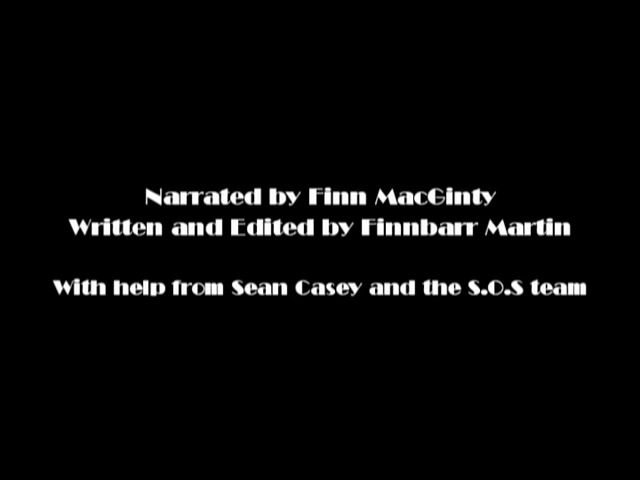 Narrated by Finn MacGinty
Written and Edited by Finnbarr Martin
With help from Sean Casey and the S.O.S team